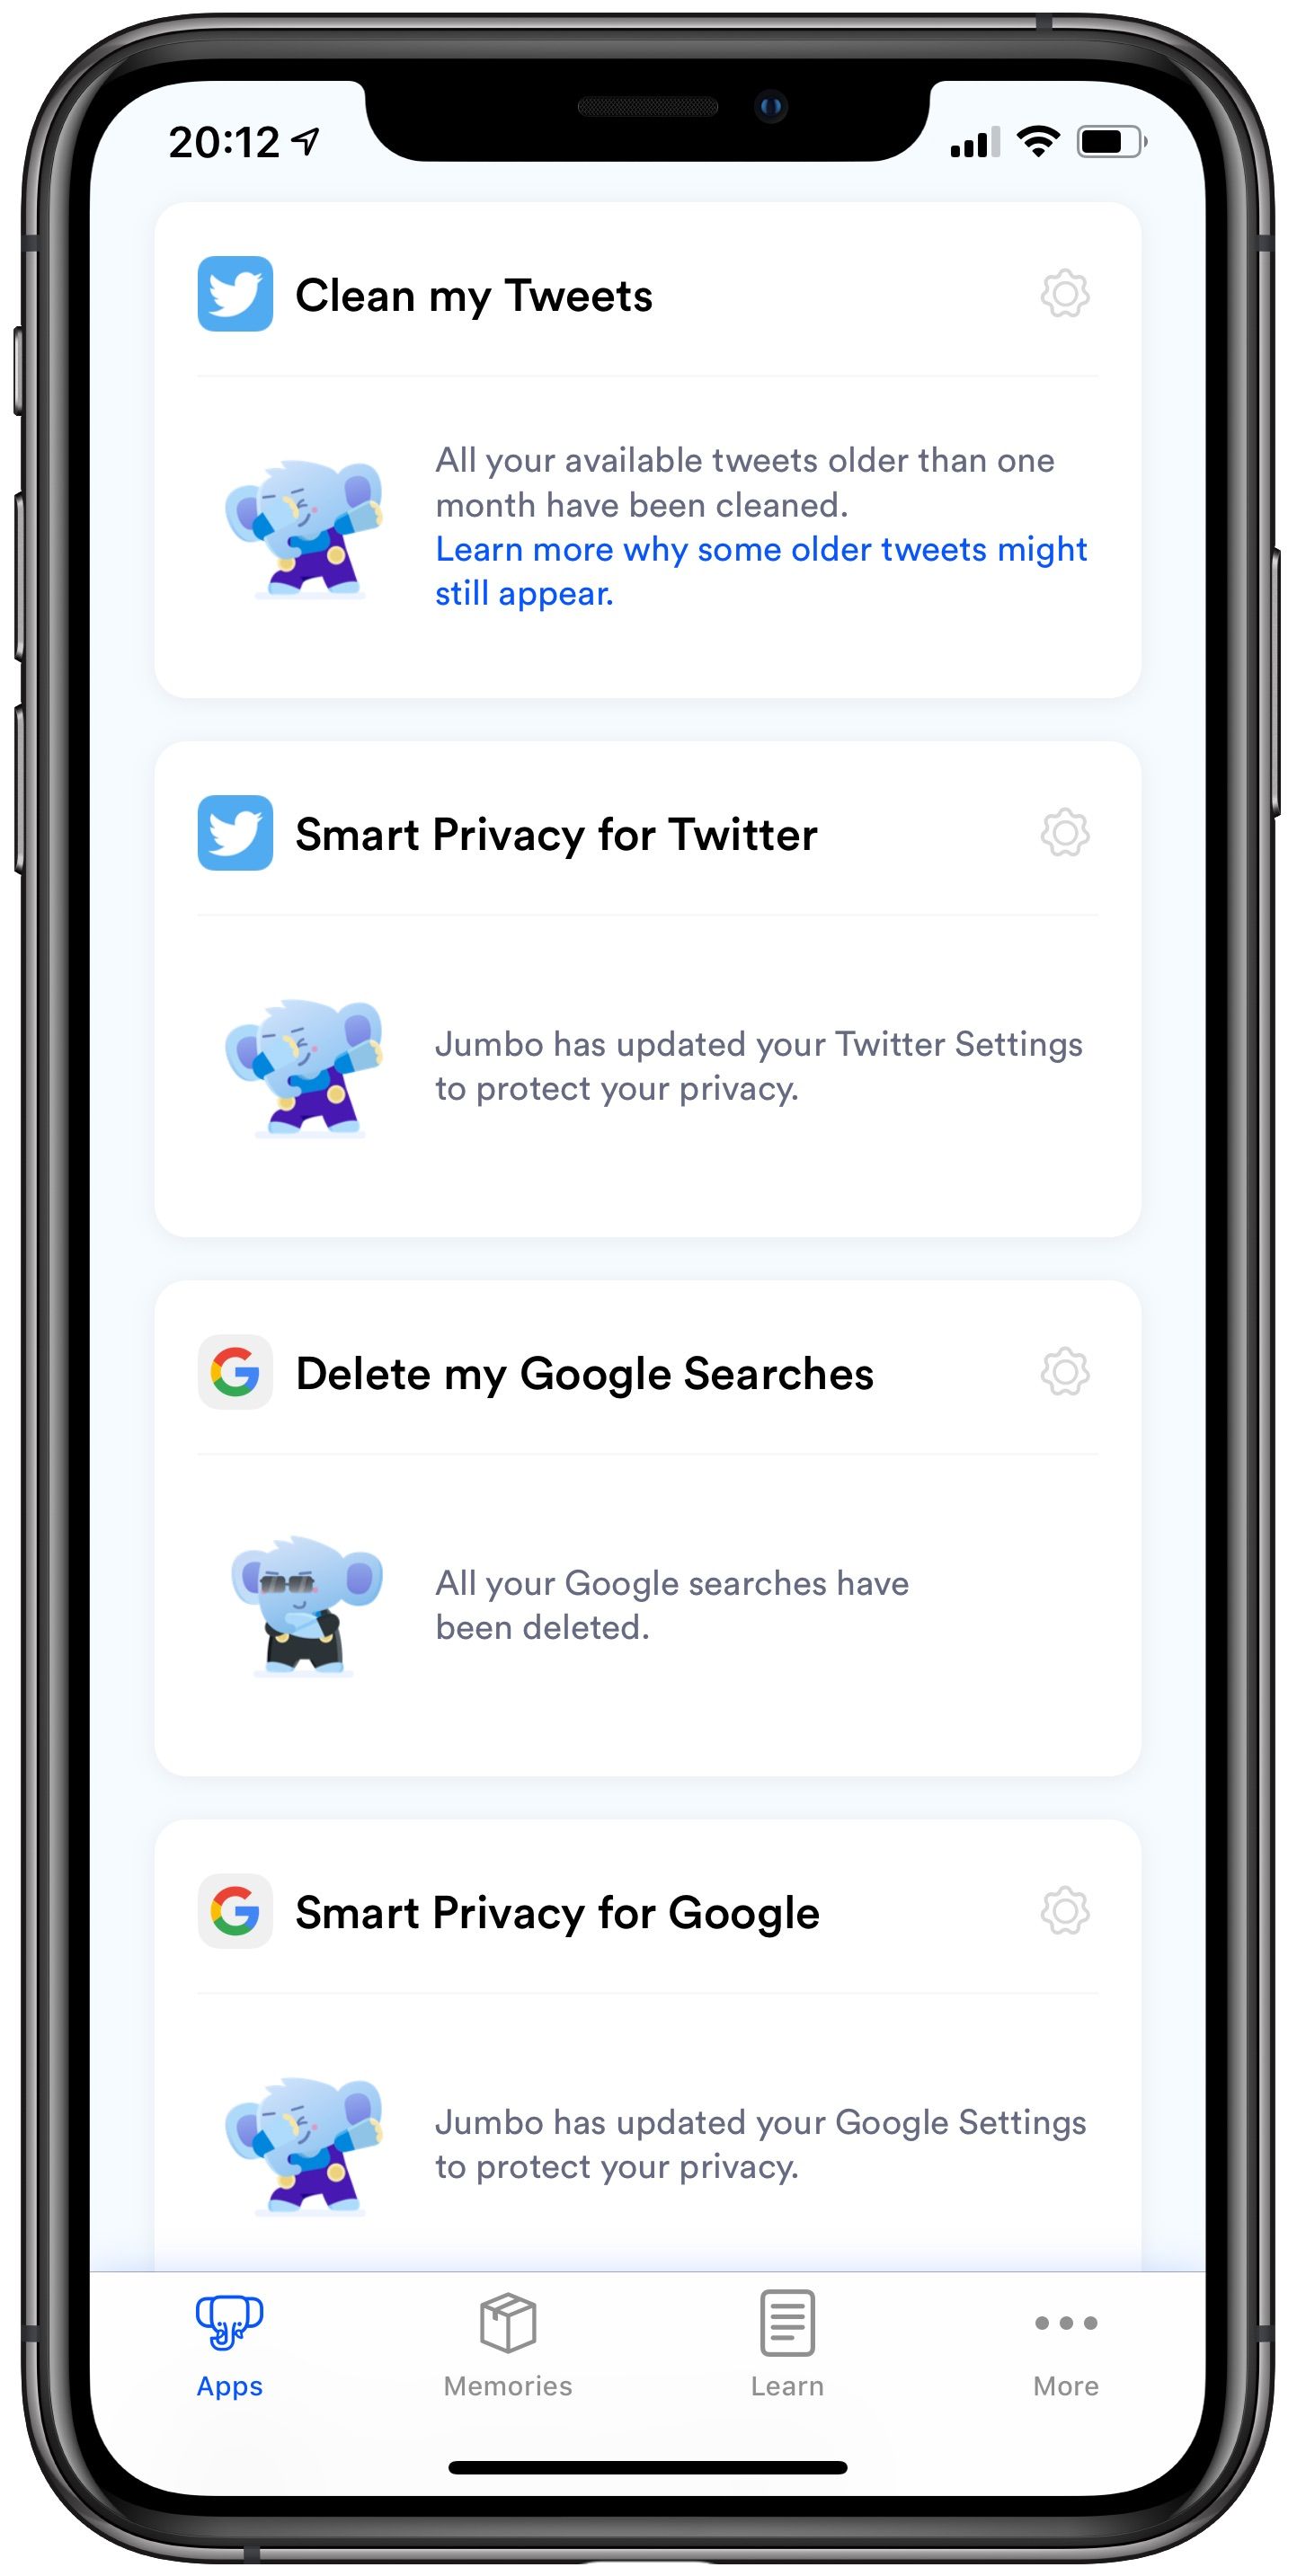 20:12
Clean my Tweets
All your available tweets older than one
month have been cleaned.
Learn more why some older tweets might
still appear.
Smart Privacy for Twitter
Jumbo has updated your Twitter Settings
to protect your privacy.
Delete my Google Searches
All your Google searches have
been deleted.
Smart Privacy for Google
Jumbo has updated your Google Settings
to protect your privacy.
Apps
Memories
Learn
More